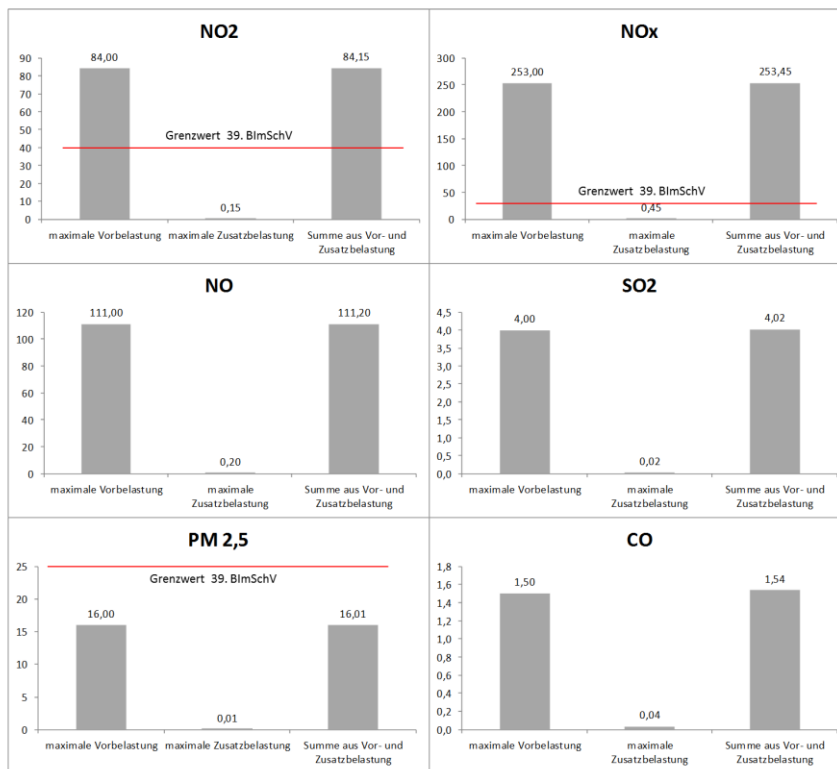 NO2
90
80
70
60
50
40
30
20
10
0
84,00
0,15
84,15
Grenzwert 39. BImSchV
maximale Vorbelastung
maximale Zusatzbelastung
Summe aus Vor- und
Zusatzbelastung
NOx
300
250
200
150
100
50
0
253,00
0,45
253,45
Grenzwert 39. BImSchV
maximale Vorbelastung
maximale
Zusatzbelastung
Summe aus Vor- und
Zusatzbelastung
NO
120
100
80
60
40
20
0
111,00
0,20
111,20
maximale Vorbelastung
maximale
Zusatzbelastung
Summe aus Vor- und
Zusatzbelastung
SO2
4,5
4,0
3,5
3,0
2,5
2,0
1,5
1,0
0,5
0,0
4,00
0,02
4,02
maximale Vorbelastung
maximale
Zusatzbelastung
Summe aus Vor- und
Zusatzbelastung
PM 2,5
25
20
15
10
5
0
Grenzwert 39. BImSchV
16,00
0,01
16,01
maximale Vorbelastung
maximale Zusatzbelastung
Summe aus Vor- und
Zusatzbelastung
CO
1,8
1,6
1,4
1,2
1,0
0,8
0,6
0,4
0,2
0,0
1,50
0,04
1,54
maximale Vorbelastung
maximale
Zusatzbelastung
Summe aus Vor- und
Zusatzbelastung